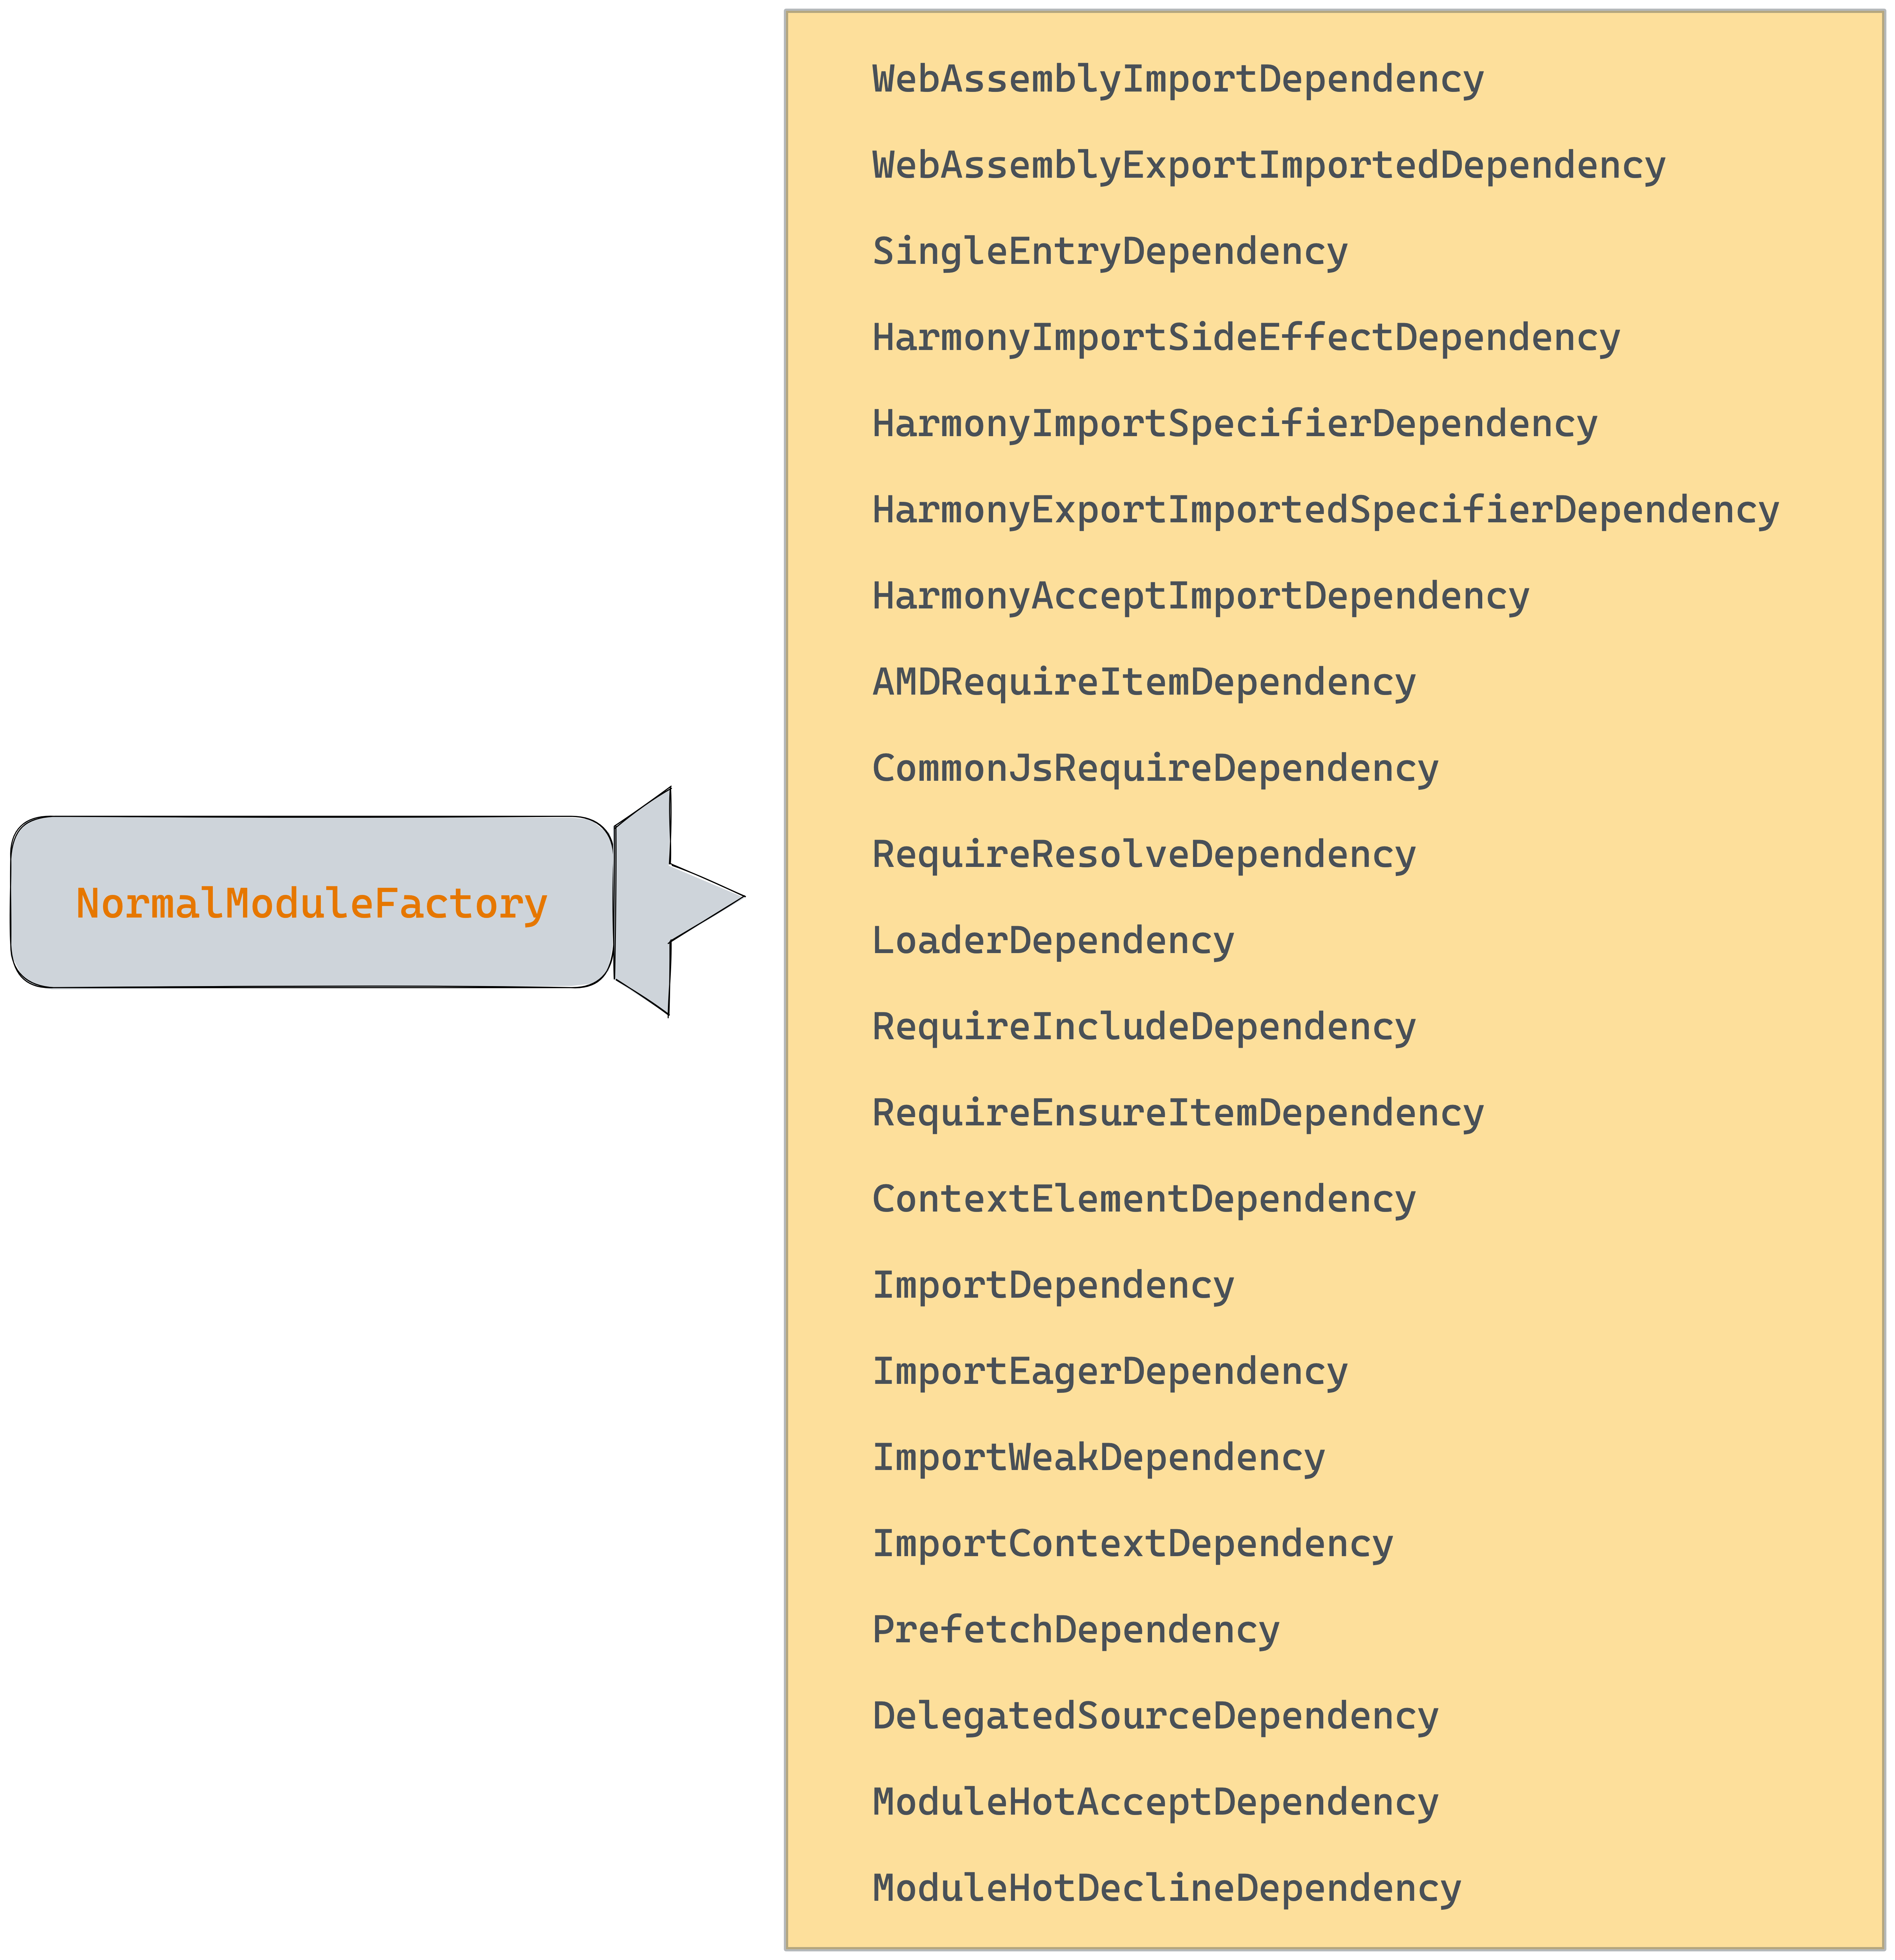 WebAssemblyImportDependency
WebAssemblyExportImportedDependency
SingleEntryDependency
HarmonyImportSideEffectDependency
HarmonyImportSpecifierDependency
HarmonyExportImportedSpecifierDependency
HarmonyAcceptImportDependency
AMDRequireItemDependency
CommonJsRequireDependency
RequireResolveDependency
NormalModuleFactory
LoaderDependency
RequireIncludeDependency
RequireEnsureItemDependency
ContextElementDependency
ImportDependency
ImportEagerDependency
ImportWeakDependency
ImportContextDependency
PrefetchDependency
DelegatedSourceDependency
ModuleHotAcceptDependency
ModuleHotDeclineDependency